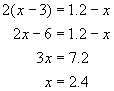 2(x − 3) = 1.2 − x
2x − 6 = 1.2 − x
3x = 7.2
x = 2.4